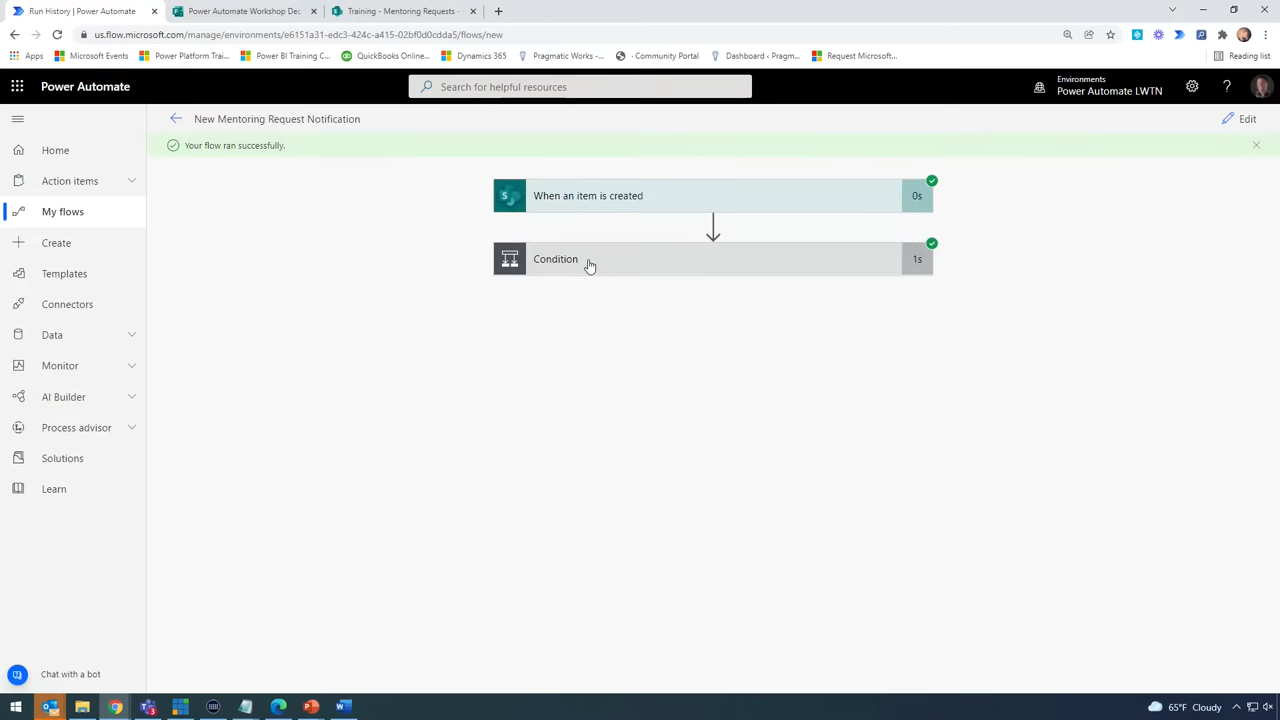 Run History | Power Automate
Power Automate Workshop Dec
Training - Mentoring Requests -
us.flow.microsoft.com/manage/environments/e6151a31-edc3-424c-a415-02bf0d0cdda5/flows/new
Apps
Microsoft Events
Power Platform Trai...
Power BI Training C...
QuickBooks Online...
Dynamics 365
Pragmatic Works -...
- Community Portal
Dashboard ‹ Pragm...
Request Microsoft...
Reading list
Power Automate
Search for helpful resources
Environments
Power Automate LWTN
New Mentoring Request Notification
Edit
Your flow ran successfully.
Home
Action items
My flows
Create
Templates
Connectors
Data
Monitor
AI Builder
Process advisor
Solutions
Learn
When an item is created
0s
Condition
1s
Chat with a bot
65°F Cloudy